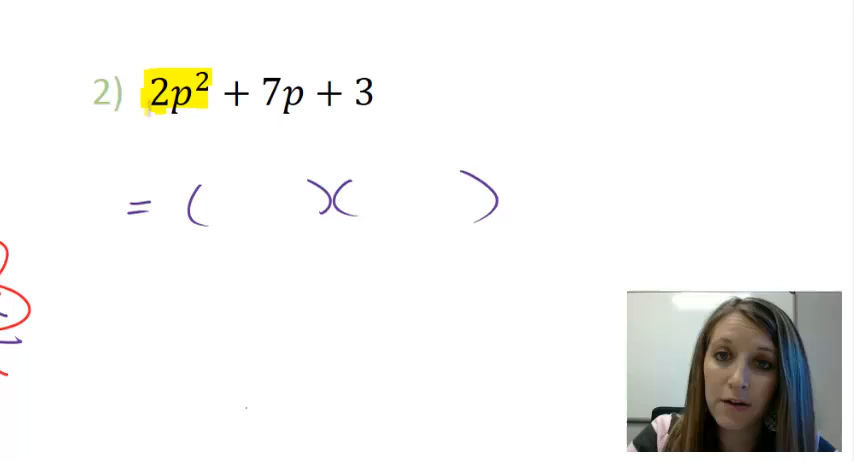 2) 2p² + 7p + 3
= (   )(   )